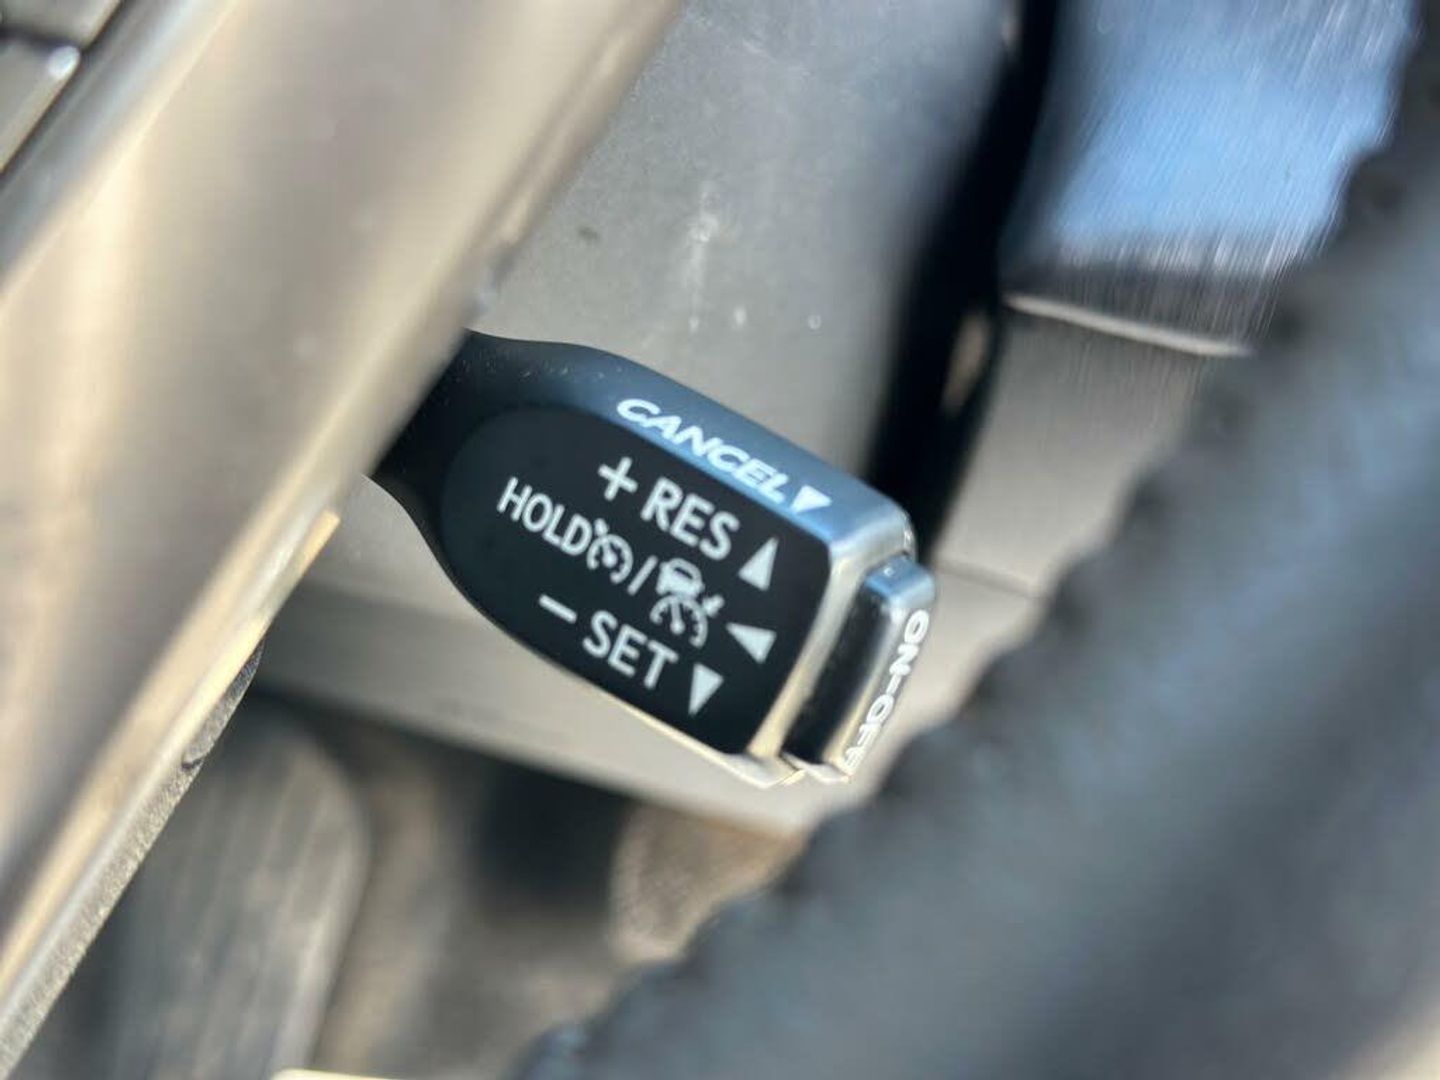 CANCEL
+ RES
HOLD /
- SET
ON-OFF